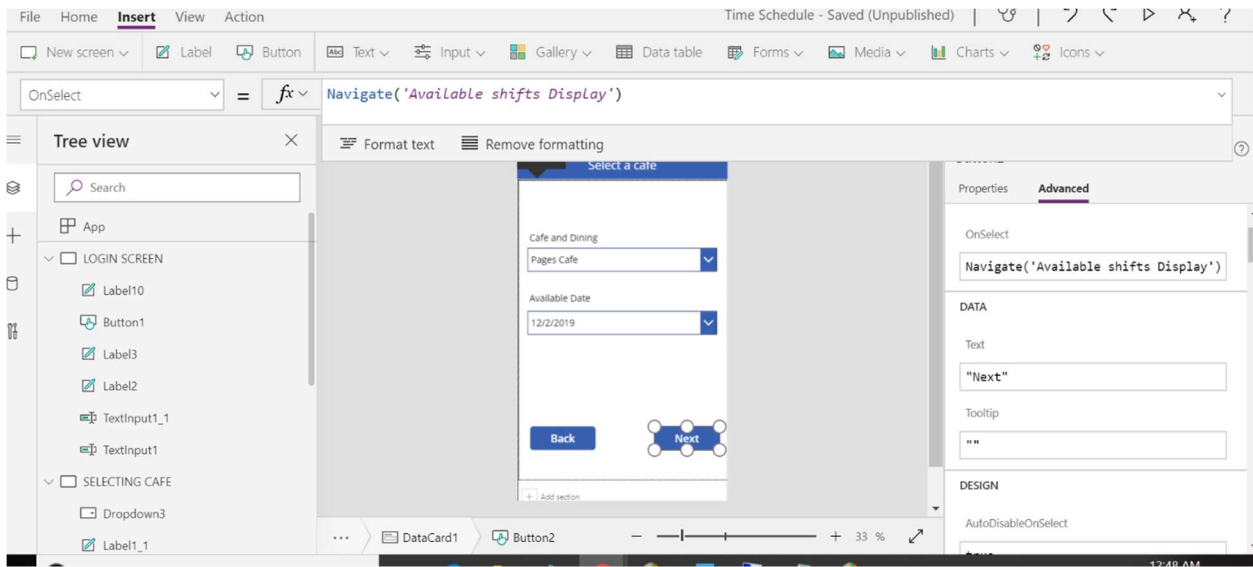 File Home Insert View Action
Time Schedule - Saved (Unpublished)
New screen Label Button Text Input Gallery Data table Forms Media Charts Icons
OnSelect = fx Navigate('Available shifts Display')
Format text Remove formatting
Tree view
Search
App
LOGIN SCREEN
Label10
Button1
Label3
Label2
TextInput1_1
TextInput1
SELECTING CAFE
Dropdown3
Label1_1
Select a cafe
Cafe and Dining
Pages Cafe
Available Date
12/2/2019
Back Next
Add section
... DataCard1 Button2 33 %
Properties Advanced
OnSelect
Navigate('Available shifts Display')
DATA
Text
"Next"
Tooltip
""
DESIGN
AutoDisableOnSelect
12:48 AM